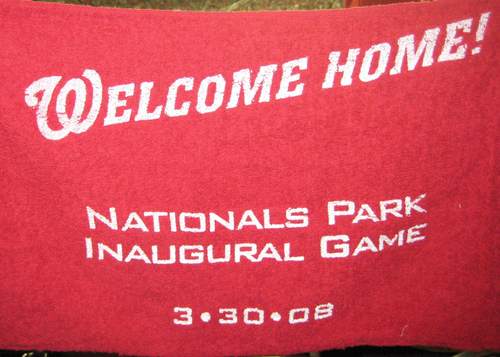 WELCOME HOME!
NATIONALS PARK
INAUGURAL GAME
3•30•08